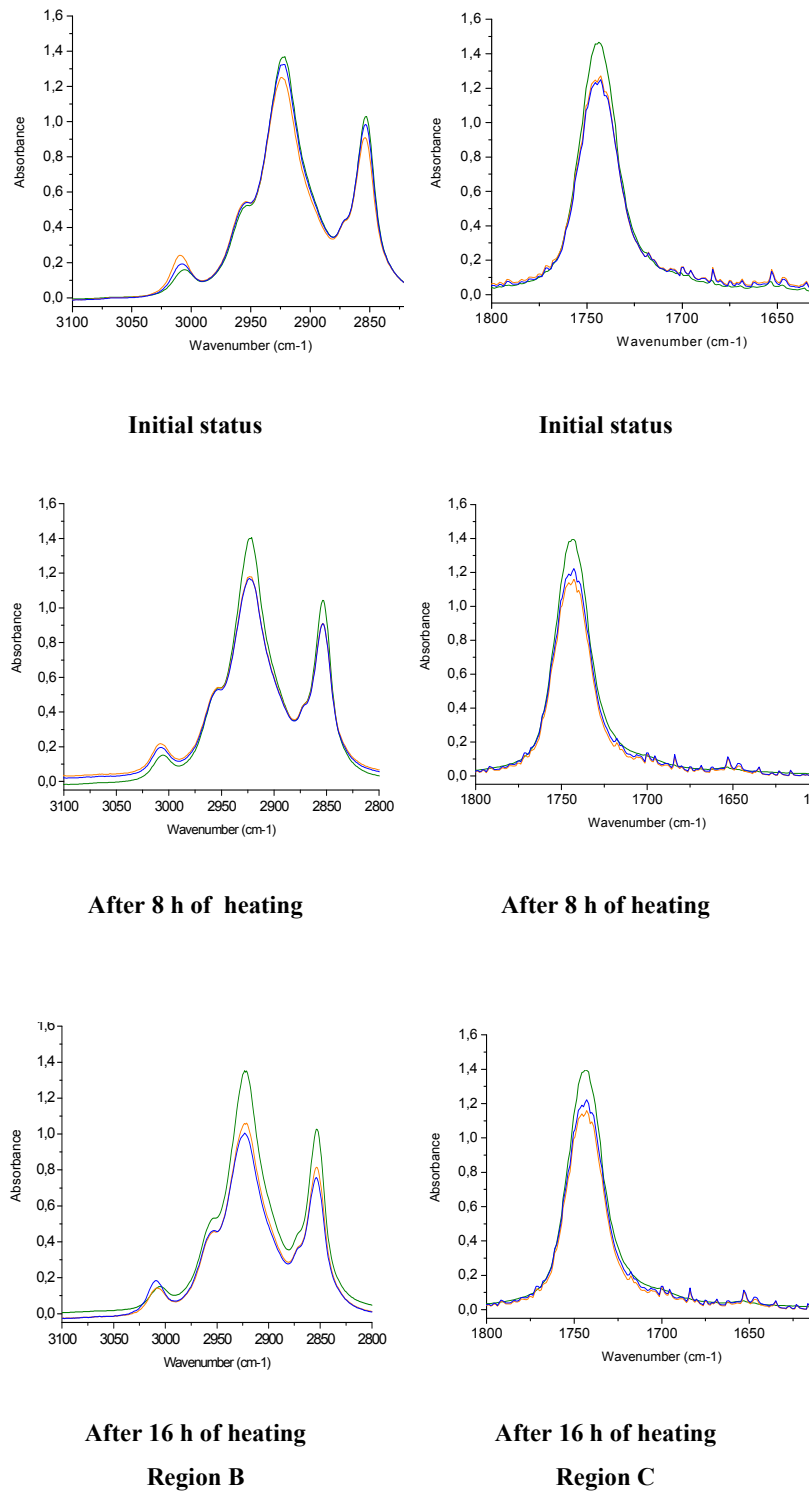 1,6
1,4
1,2
1,0
0,8
0,6
0,4
0,2
0,0
Absorbance
3100 3050 3000 2950 2900 2850
Wavenumber (cm-1)
1,6
1,4
1,2
1,0
0,8
0,6
0,4
0,2
0,0
Absorbance
1800 1750 1700 1650
Wavenumber (cm-1)
Initial status
Initial status
1,6
1,4
1,2
1,0
0,8
0,6
0,4
0,2
0,0
Absorbance
3100 3050 3000 2950 2900 2850 2800
Wavenumber (cm-1)
1,6
1,4
1,2
1,0
0,8
0,6
0,4
0,2
0,0
Absorbance
1800 1750 1700 1650
Wavenumber (cm-1)
After 8 h of heating
After 8 h of heating
1,6
1,4
1,2
1,0
0,8
0,6
0,4
0,2
0,0
Absorbance
3100 3050 3000 2950 2900 2850 2800
Wavenumber (cm-1)
1,6
1,4
1,2
1,0
0,8
0,6
0,4
0,2
0,0
Absorbance
1800 1750 1700 1650
Wavenumber (cm-1)
After 16 h of heating
After 16 h of heating
Region B
Region C